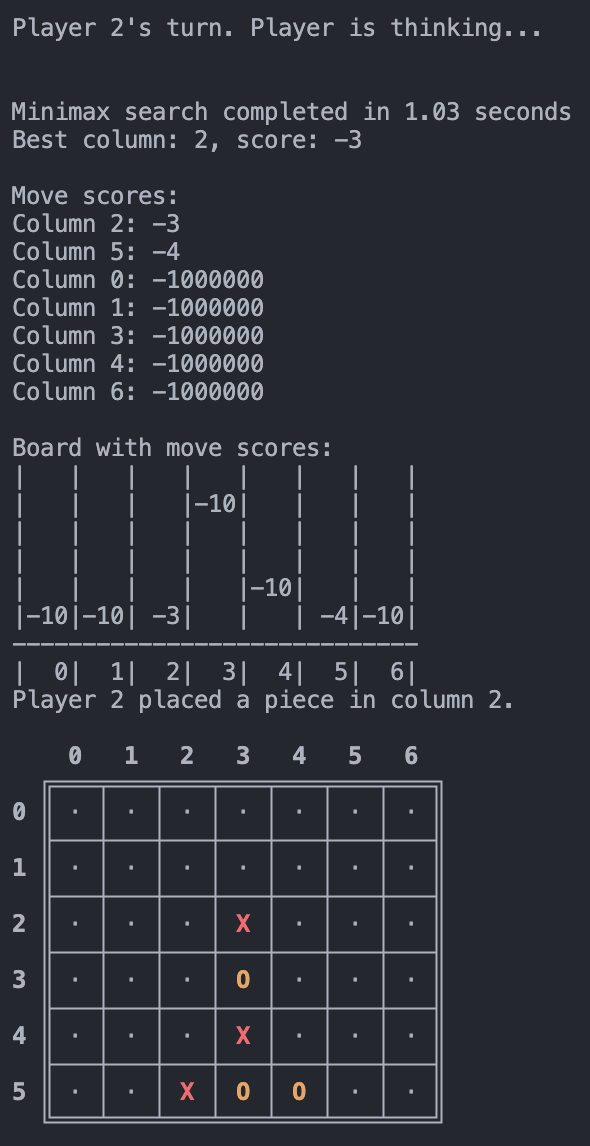 Player 2's turn. Player is thinking...
Minimax search completed in 1.03 seconds
Best column: 2, score: -3
Move scores:
Column 2: -3
Column 5: -4
Column 0: -1000000
Column 1: -1000000
Column 3: -1000000
Column 4: -1000000
Column 6: -1000000
Board with move scores:
|   |   |   |   |   |   |   |
|   |   |   |-10|   |   |   |
|   |   |   |   |   |   |   |
|   |   |   |   |   |   |   |
|   |   |   |   |-10|   |   |
|-10|-10| -3|   |   | -4|-10|
-----------------------------
|  0|  1|  2|  3|  4|  5|  6|
Player 2 placed a piece in column 2.
0 1 2 3 4 5 6
0 · · · · · · ·
1 · · · · · · ·
2 · · · X · · ·
3 · · · O · · ·
4 · · · X · · ·
5 · · X O O · ·